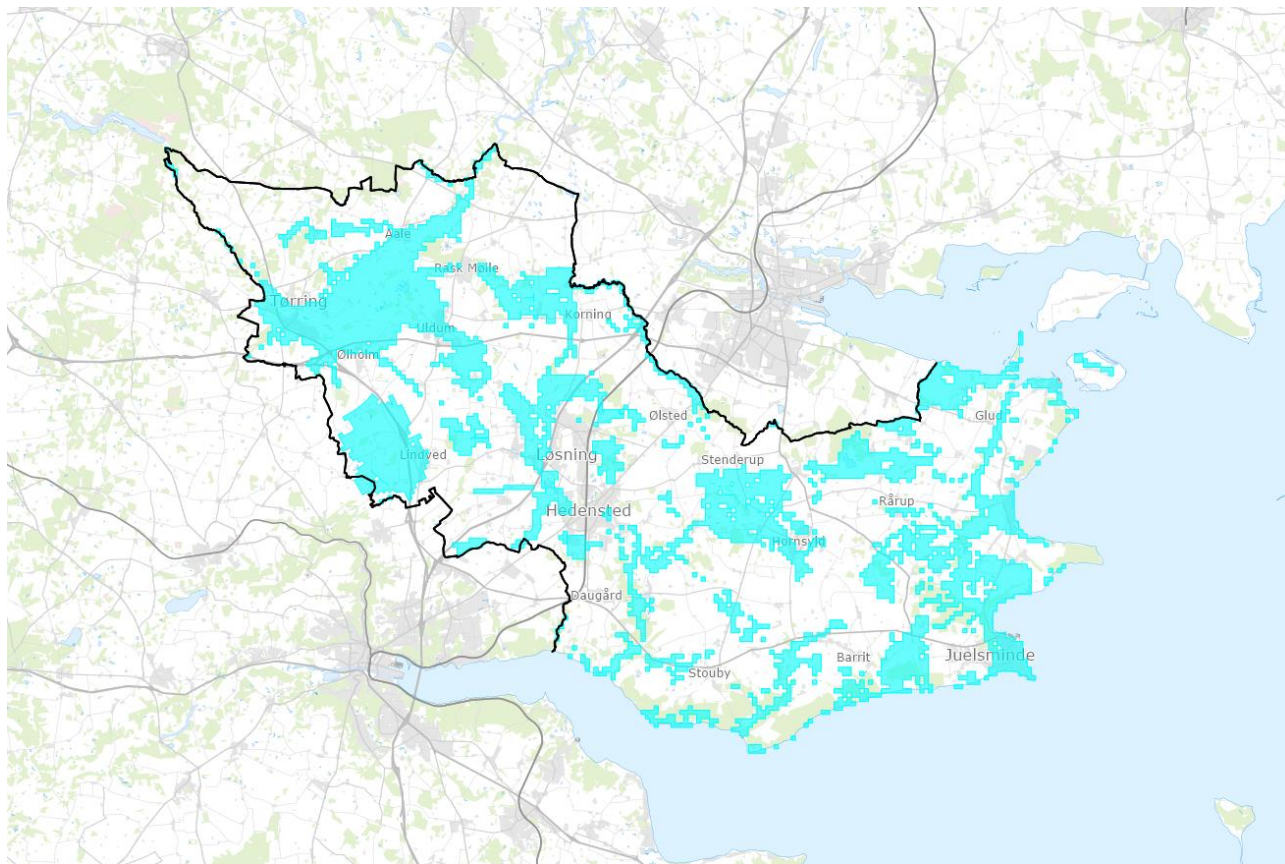 Aale
Rask Mølle
Tørring
Korning
Uldum
Ølholm
Ølsted
Glud
Lindved
Løsning
Stenderup
Rårup
Hedensted
Hornsyld
Daugård
Barrit
Juelsminde
Stouby